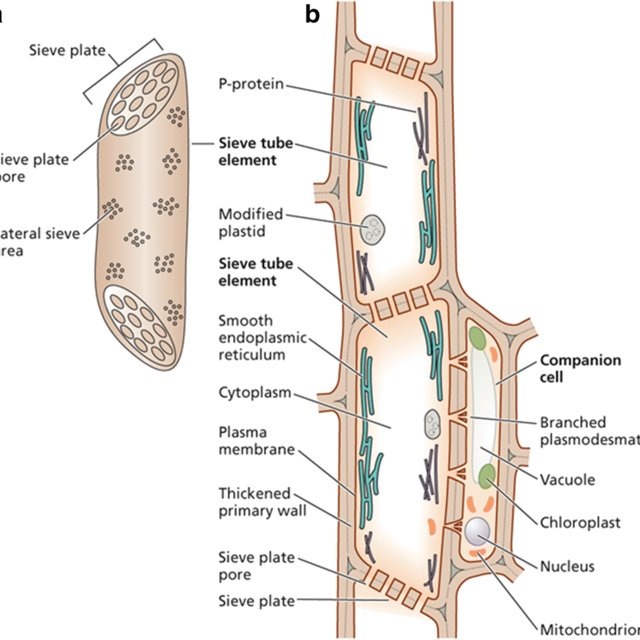 a
b
Sieve plate
ieve plate
pore
ateral sieve
area
P-protein
Sieve tube
element
Modified
plastid
Sieve tube
element
Smooth
endoplasmic
reticulum
Cytoplasm
Plasma
membrane
Thickened
primary wall
Sieve plate
pore
Sieve plate
Companion
cell
Branched
plasmodesmat
Vacuole
Chloroplast
Nucleus
Mitochondrion